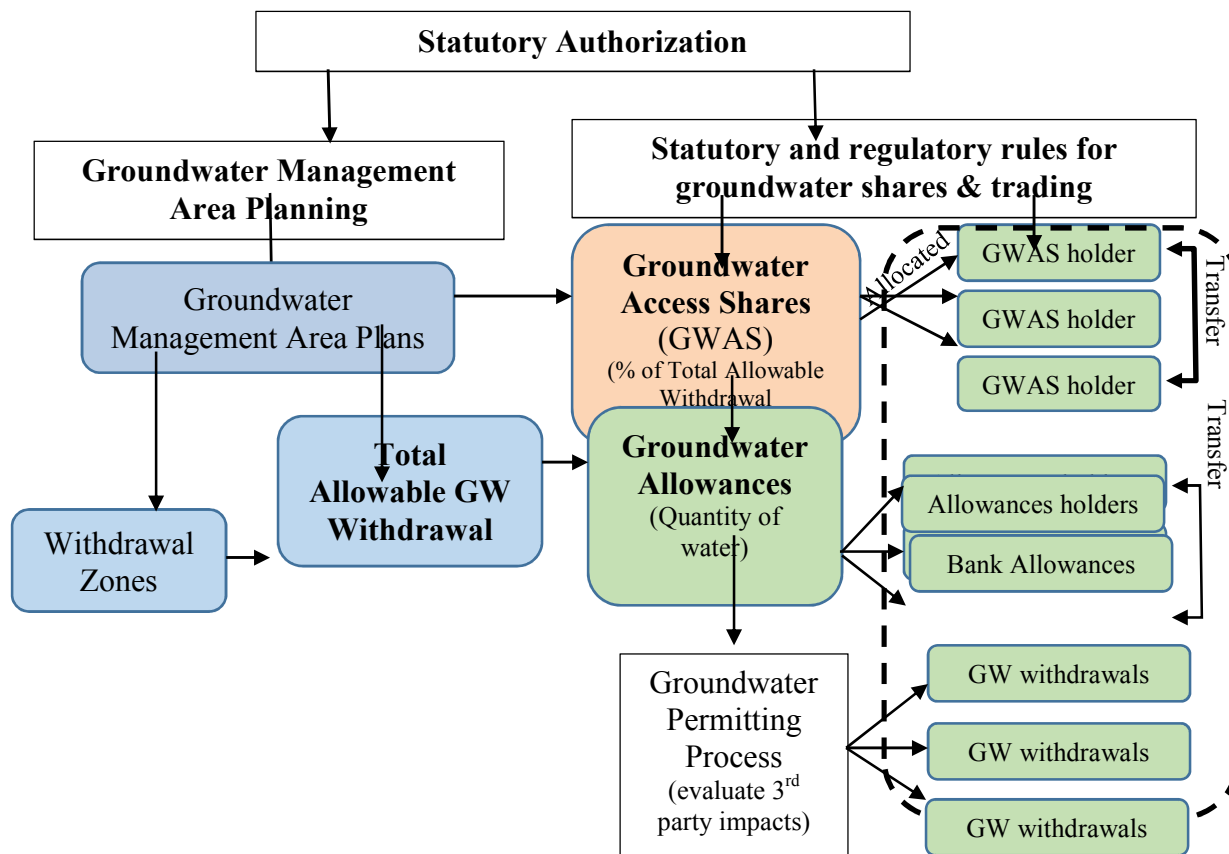 Statutory Authorization
Groundwater Management
Area Planning
Statutory and regulatory rules for
groundwater shares & trading
Groundwater
Management Area Plans
Groundwater
Access Shares
(GWAS)
(% of Total Allowable
Withdrawal
Allocated
GWAS holder
GWAS holder
GWAS holder
Transfer
Total
Allowable GW
Withdrawal
Withdrawal
Zones
Groundwater
Allowances
(Quantity of
water)
Allowances holders
Bank Allowances
Transfer
Groundwater
Permitting
Process
(evaluate 3rd
party impacts)
GW withdrawals
GW withdrawals
GW withdrawals